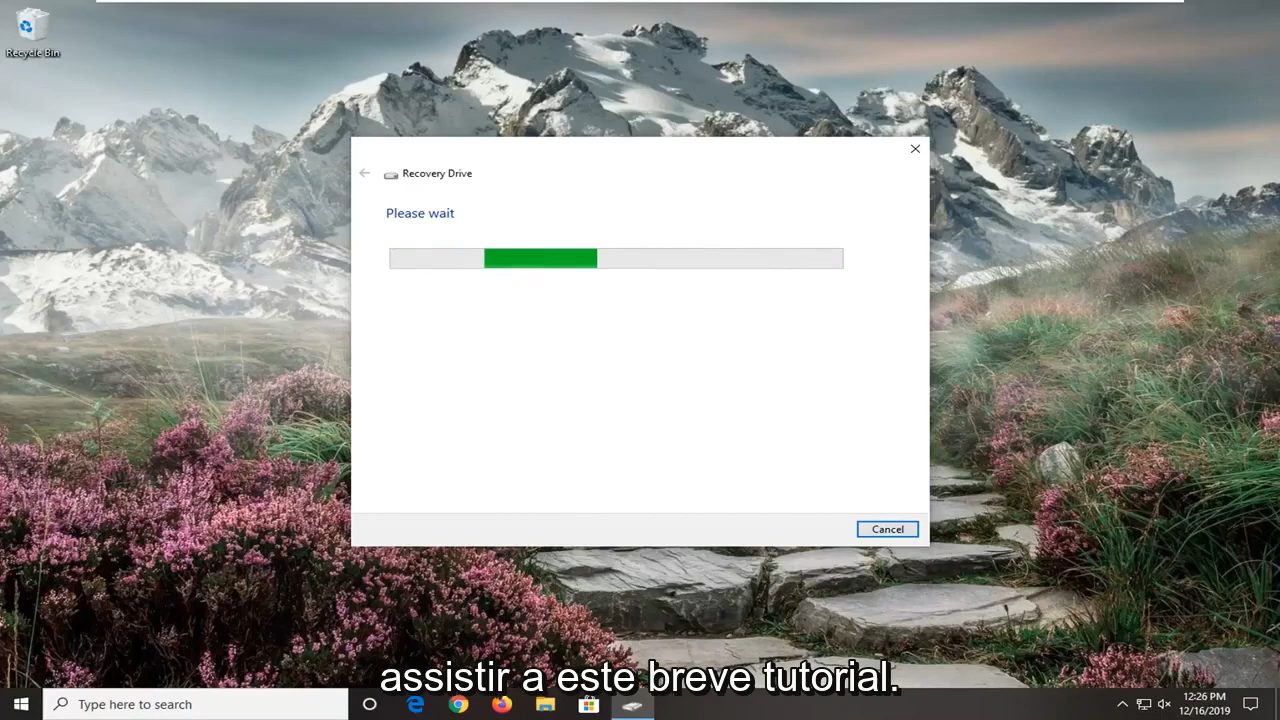 Recycle Bin
Recovery Drive
Please wait
Cancel
assistir a este breve tutorial.
Type here to search
12:26 PM
12/16/2019